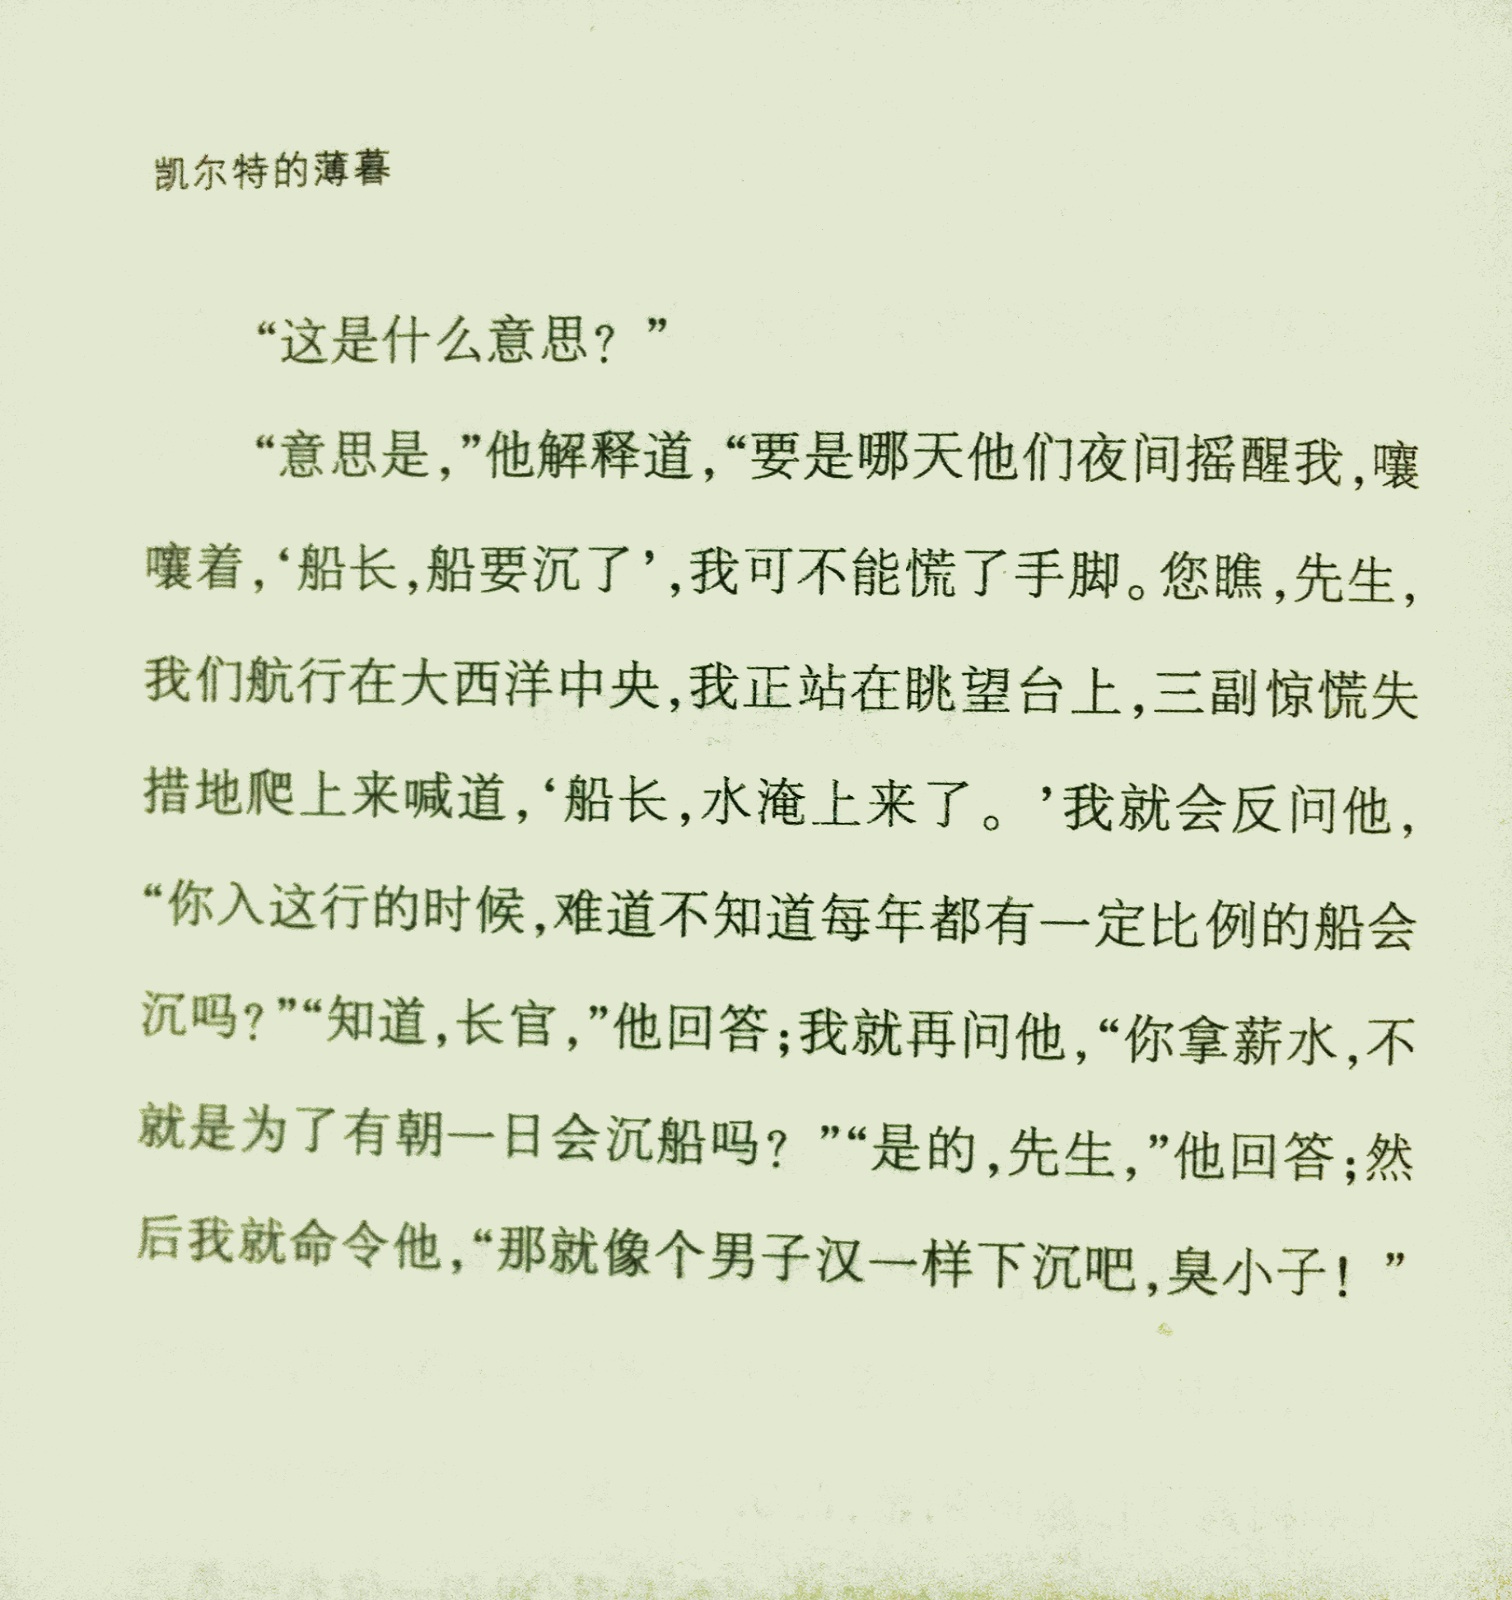 凯尔特的薄暮
“这是什么意思？”
“意思是，”他解释道，“要是哪天他们夜间摇醒我，嚷
嚷着，‘船长，船要沉了’，我可不能慌了手脚。您瞧，先生，
我们航行在大西洋中央，我正站在眺望台上，三副惊慌失
措地爬上来喊道，‘船长，水淹上来了。’我就会反问他，
“你入这行的时候，难道不知道每年都有一定比例的船会
沉吗？”“知道，长官，”他回答；我就再问他，“你拿薪水，不
就是为了有朝一日会沉船吗？”“是的，先生，”他回答；然
后我就命令他，“那就像个男子汉一样下沉吧，臭小子！”